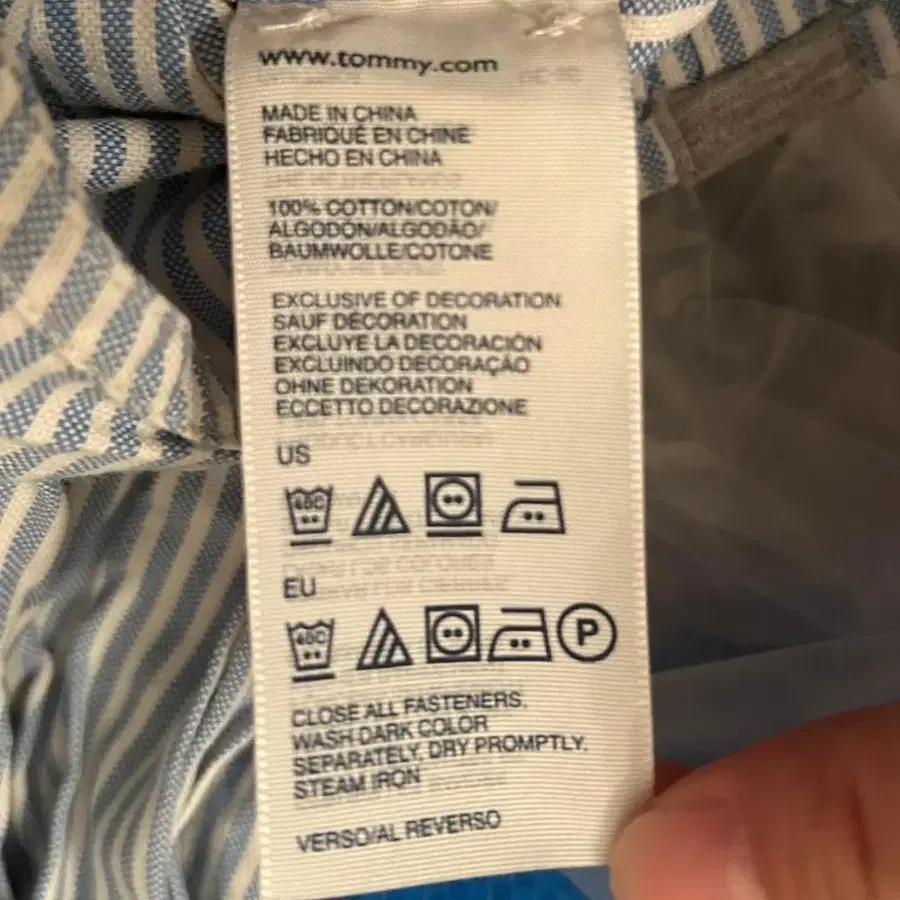 www.tommy.com
MADE IN CHINA
FABRIQUÉ EN CHINE
HECHO EN CHINA
100% COTTON/COTON/
ALGODÓN/ALGODÃO/
BAUMWOLLE/COTONE
EXCLUSIVE OF DECORATION
SAUF DÉCORATION
EXCLUYE LA DECORACIÓN
EXCLUINDO DECORAÇÃO
OHNE DEKORATION
ECCETTO DECORAZIONE
US
40C
EU
40C P
CLOSE ALL FASTENERS.
WASH DARK COLOR
SEPARATELY. DRY PROMPTLY.
STEAM IRON
VERSO/AL REVERSO